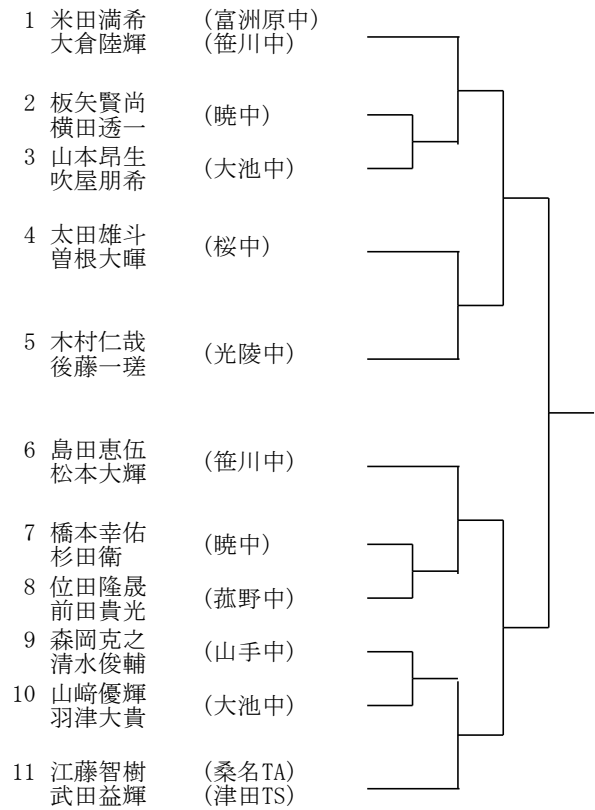 1 米田満希 (富洲原中)
大倉陸輝 (笹川中)
2 板矢賢尚 (暁中)
横田透一
3 山本昂生 (大池中)
吹屋朋希
4 太田雄斗 (桜中)
曽根大暉
5 木村仁哉 (光陵中)
後藤一瑳
6 島田恵伍 (笹川中)
松本大輝
7 橋本幸佑 (暁中)
杉田衛
8 位田隆晟 (菰野中)
前田貴光
9 森岡克之 (山手中)
清水俊輔
10 山﨑優輝 (大池中)
羽津大貴
11 江藤智樹 (桑名TA)
武田益輝 (津田TS)